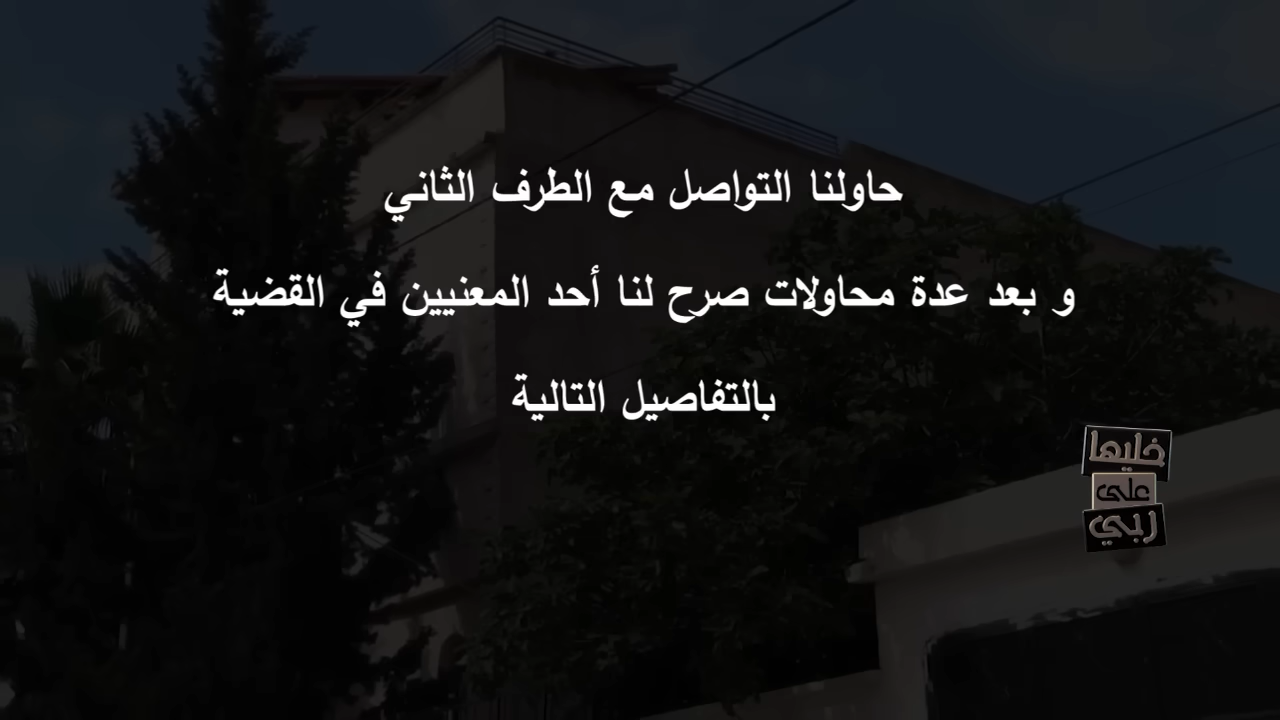 حاولنا التواصل مع الطرف الثاني
و بعد عدة محاولات صرح لنا أحد المعنيين في القضية
بالتفاصيل التالية
خليها
على
ربي